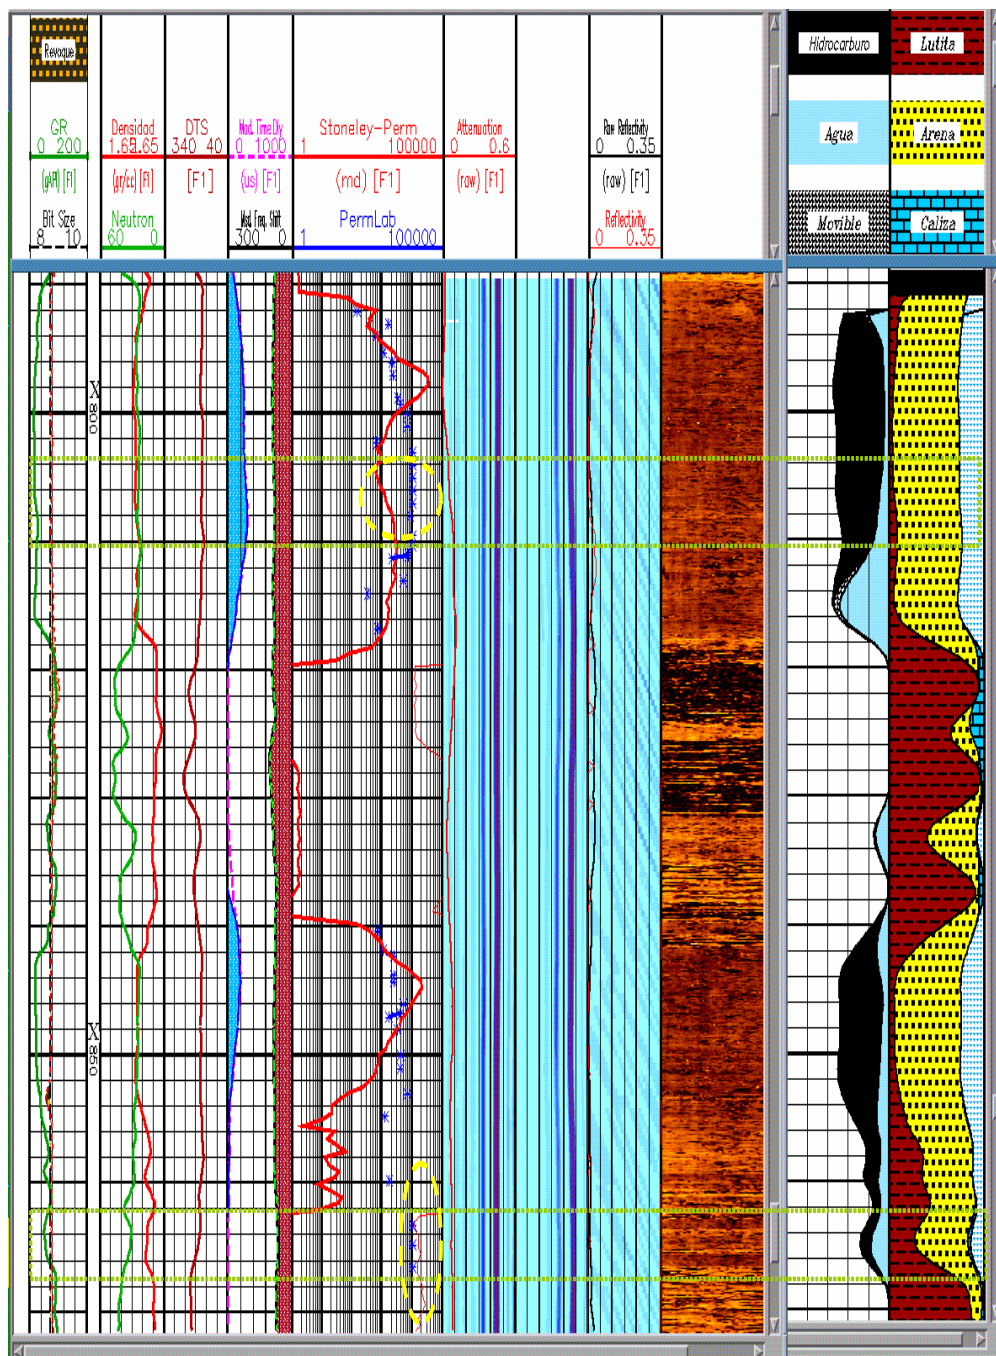 Revoque
Hidrocarburo
Lutita
Agua
Arena
Movible
Caliza
GR
0 200
(gAPI) [F1]
Bit Size
8 10
Densidad
1.65 2.65
(gr/cc) [F1]
Neutron
60 0
DTS
340 40
[F1]
Mod. Time Dly
0 1000
(us) [F1]
Mod. Freq. Shift
300 0
Stoneley-Perm
1 100000
(md) [F1]
PermLab
1 100000
Attenuation
0 0.6
(raw) [F1]
Raw Reflectivity
0 0.35
(raw) [F1]
Reflectivity
0 0.35
X800
X850